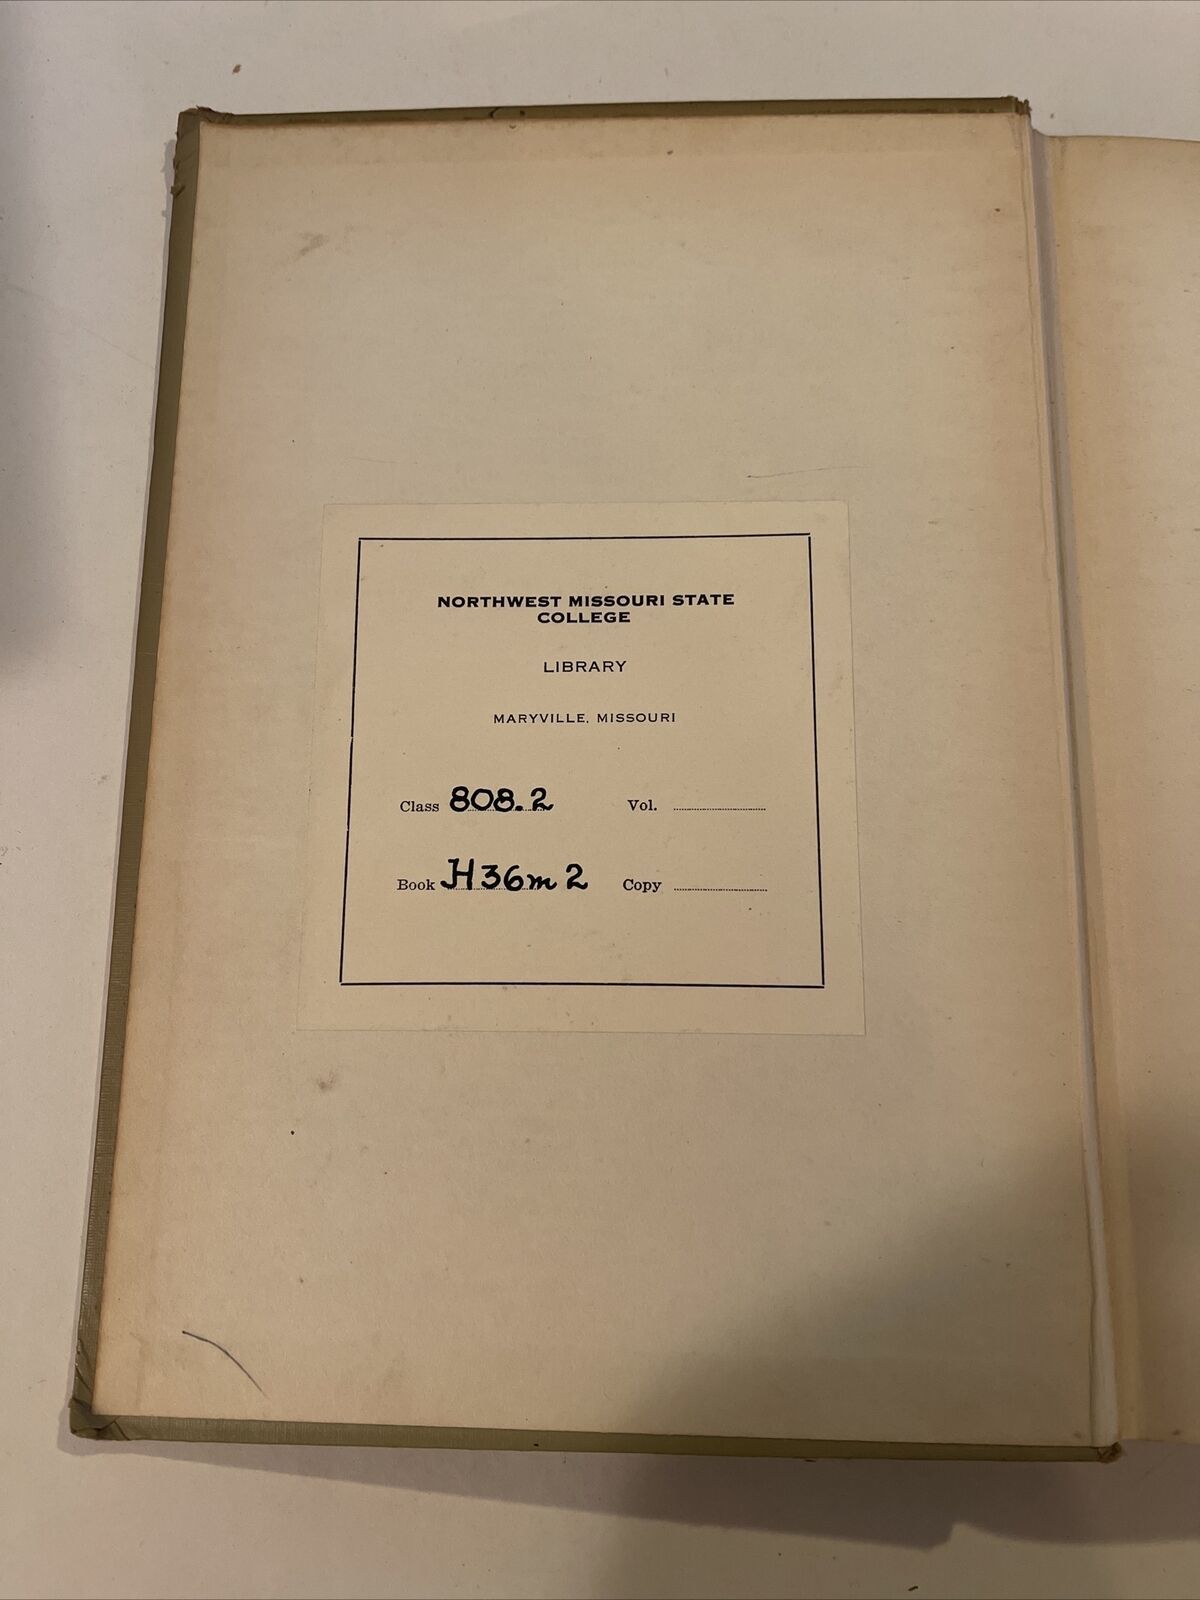 NORTHWEST MISSOURI STATE
COLLEGE
LIBRARY
MARYVILLE, MISSOURI
Class 808.2 Vol.
Book H36m2 Copy